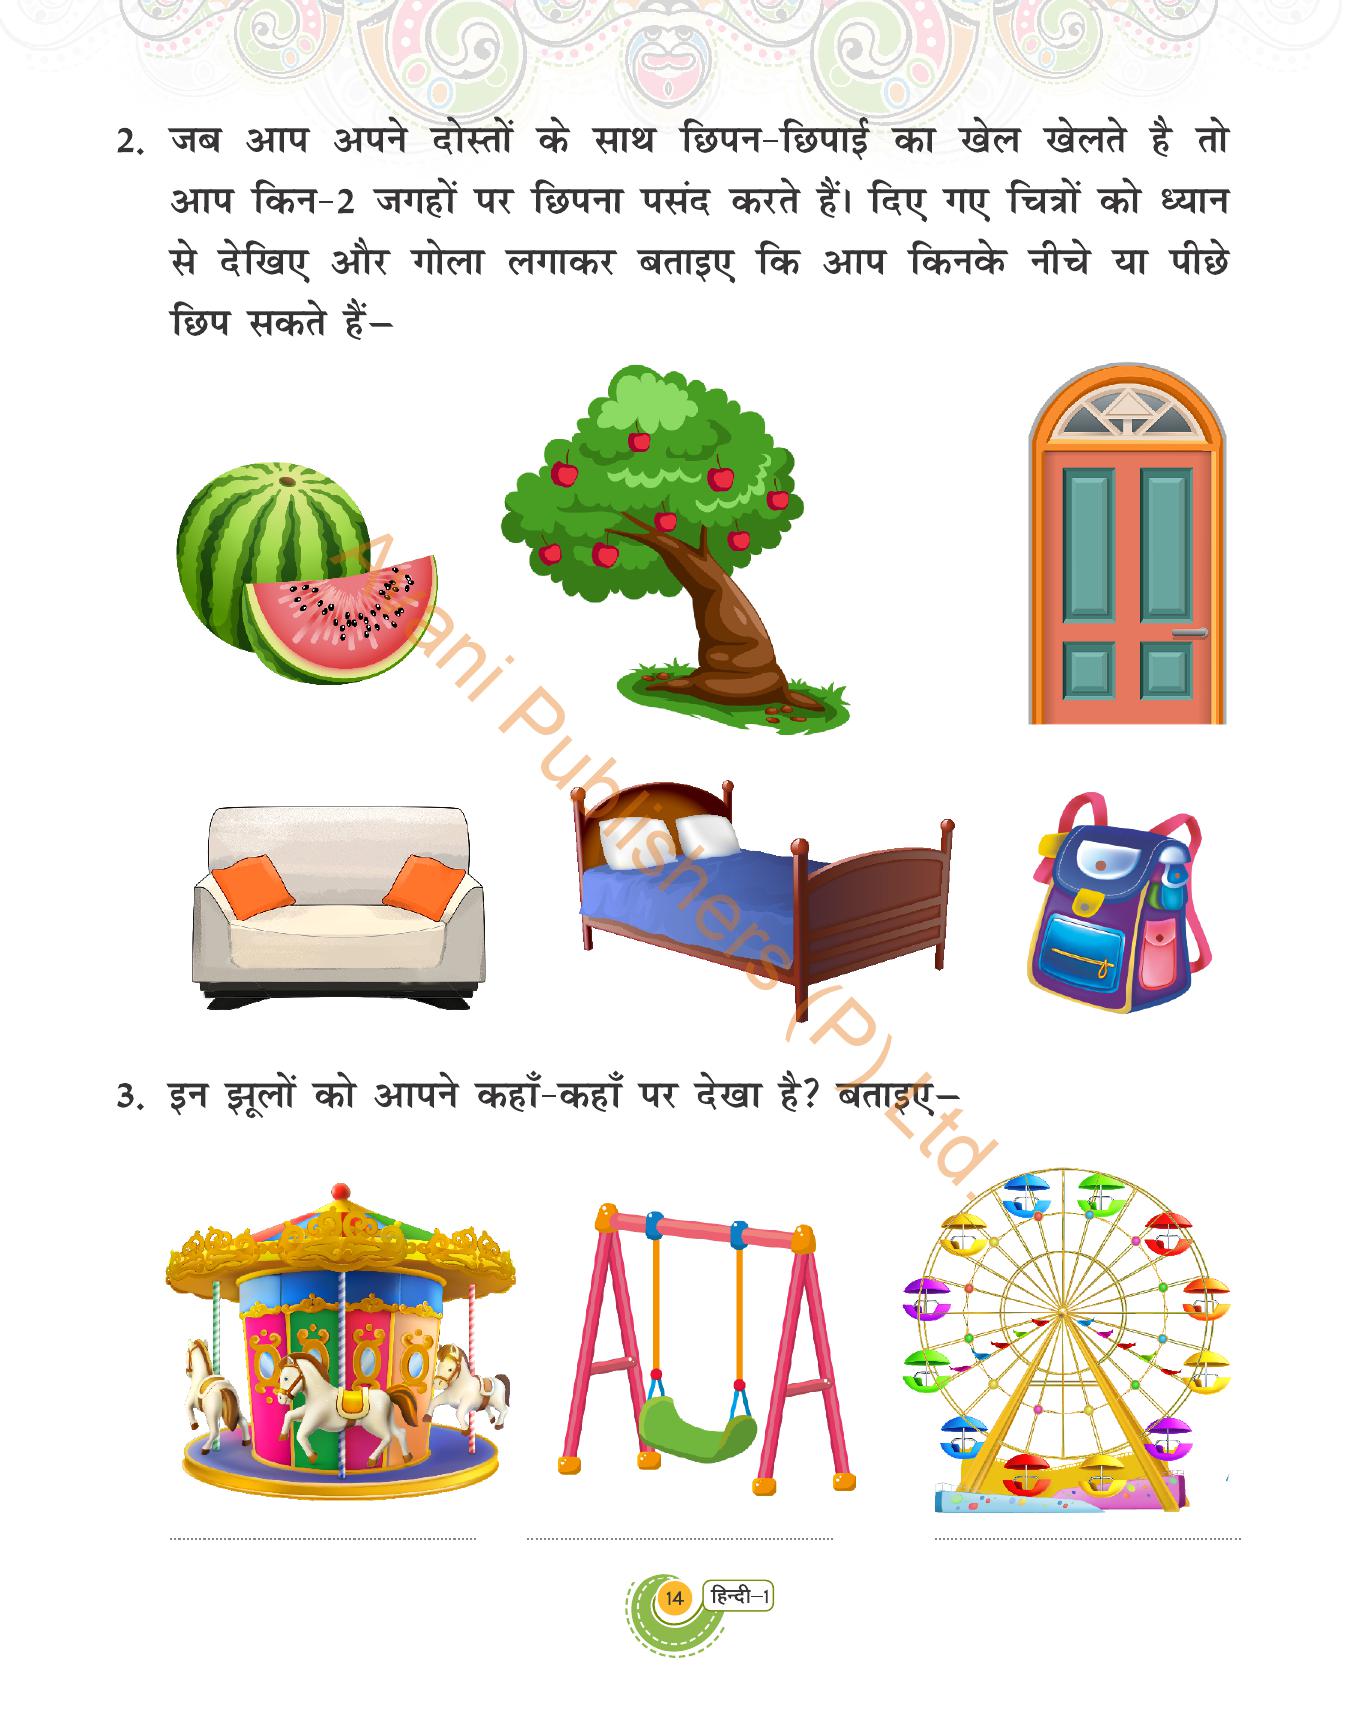 2. जब आप अपने दोस्तों के साथ छिपन-छिपाई का खेल खेलते है तो
आप किन-2 जगहों पर छिपना पसंद करते हैं। दिए गए चित्रों को ध्यान
से देखिए और गोला लगाकर बताइए कि आप किनके नीचे या पीछे
छिप सकते हैं–
3. इन झूलों को आपने कहाँ-कहाँ पर देखा है? बताइए–
14 हिन्दी–1
Avani Publishers (P) Ltd.